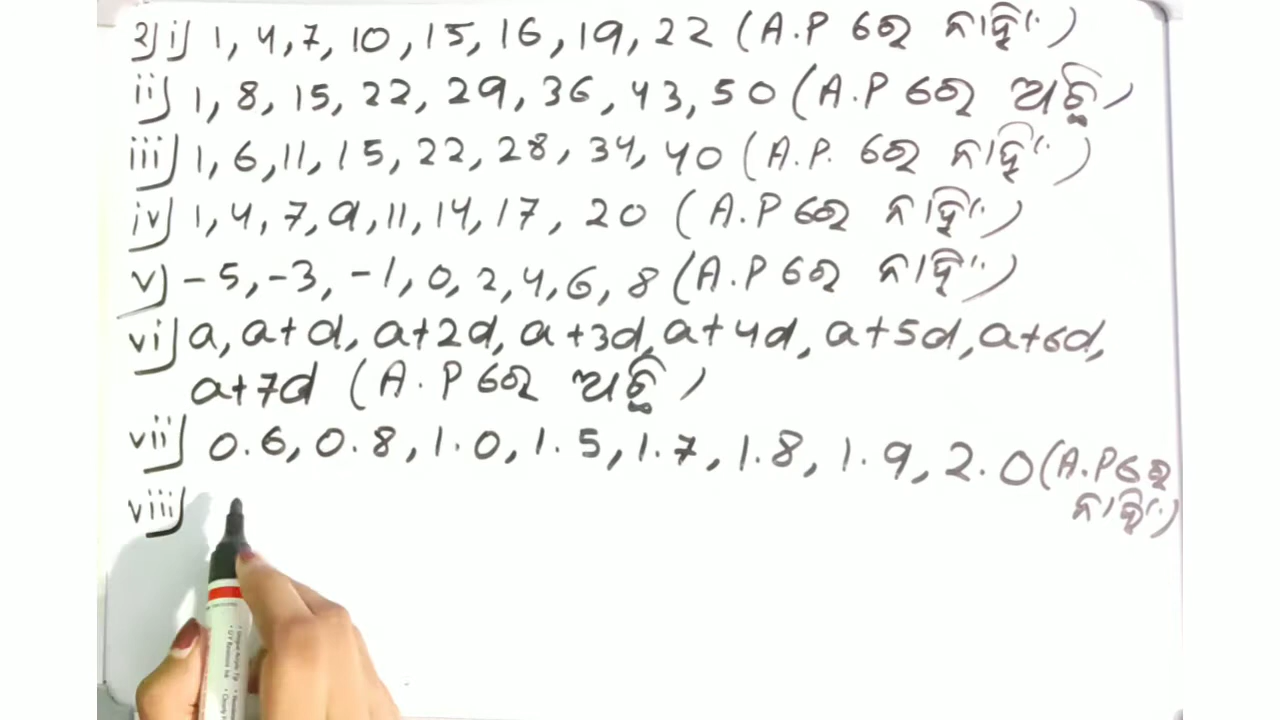 2) i) 1, 4, 7, 10, 15, 16, 19, 22 (A.P ରେ ନାହିଁ)
ii) 1, 8, 15, 22, 29, 36, 43, 50 (A.P ରେ ଅଛି)
iii) 1, 6, 11, 15, 22, 28, 34, 40 (A.P. ରେ ନାହିଁ)
iv) 1, 4, 7, 9, 11, 14, 17, 20 (A.P ରେ ନାହିଁ)
v) -5, -3, -1, 0, 2, 4, 6, 8 (A.P ରେ ନାହିଁ)
vi) a, a+d, a+2d, a+3d, a+4d, a+5d, a+6d,
a+7d (A.P ରେ ଅଛି)
vii) 0.6, 0.8, 1.0, 1.5, 1.7, 1.8, 1.9, 2.0 (A.P ରେ
ନାହିଁ)
viii)